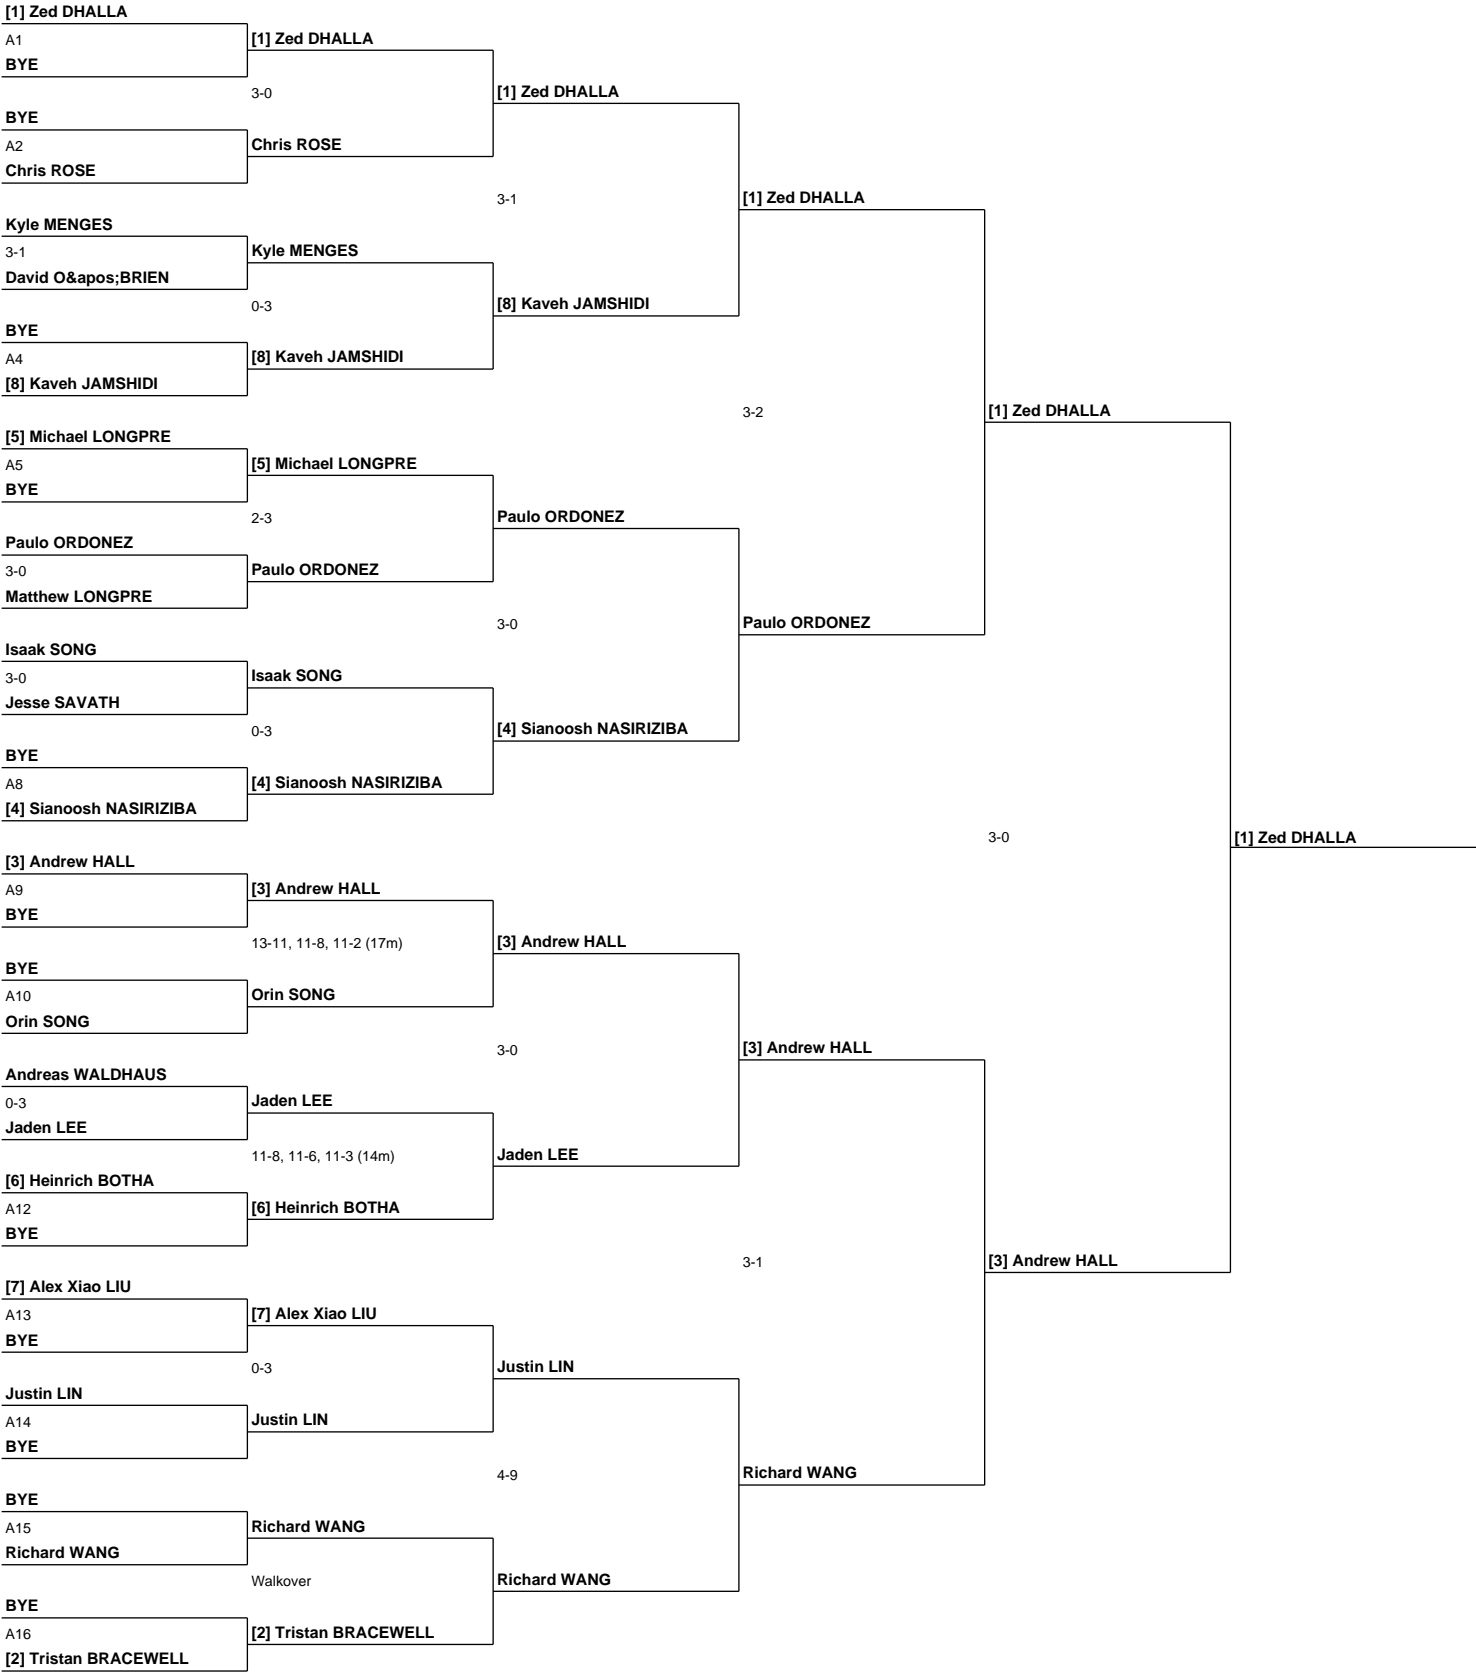 [1] Zed DHALLA
A1
BYE
BYE
A2
Chris ROSE
Kyle MENGES
3-1
David O&apos;BRIEN
BYE
A4
[8] Kaveh JAMSHIDI
[5] Michael LONGPRE
A5
BYE
Paulo ORDONEZ
3-0
Matthew LONGPRE
Isaak SONG
3-0
Jesse SAVATH
BYE
A8
[4] Sianoosh NASIRIZIBA
[3] Andrew HALL
A9
BYE
BYE
A10
Orin SONG
Andreas WALDHAUS
0-3
Jaden LEE
[6] Heinrich BOTHA
A12
BYE
[7] Alex Xiao LIU
A13
BYE
Justin LIN
A14
BYE
BYE
A15
Richard WANG
BYE
A16
[2] Tristan BRACEWELL
[1] Zed DHALLA
3-0
Chris ROSE
Kyle MENGES
0-3
[8] Kaveh JAMSHIDI
[5] Michael LONGPRE
2-3
Paulo ORDONEZ
Isaak SONG
0-3
[4] Sianoosh NASIRIZIBA
[3] Andrew HALL
13-11, 11-8, 11-2 (17m)
Orin SONG
Jaden LEE
11-8, 11-6, 11-3 (14m)
[6] Heinrich BOTHA
[7] Alex Xiao LIU
0-3
Justin LIN
Richard WANG
Walkover
[2] Tristan BRACEWELL
[1] Zed DHALLA
3-1
[8] Kaveh JAMSHIDI
Paulo ORDONEZ
3-0
[4] Sianoosh NASIRIZIBA
[3] Andrew HALL
3-0
Jaden LEE
Justin LIN
4-9
Richard WANG
[1] Zed DHALLA
3-2
Paulo ORDONEZ
[3] Andrew HALL
3-1
Richard WANG
[1] Zed DHALLA
3-0
[3] Andrew HALL
[1] Zed DHALLA